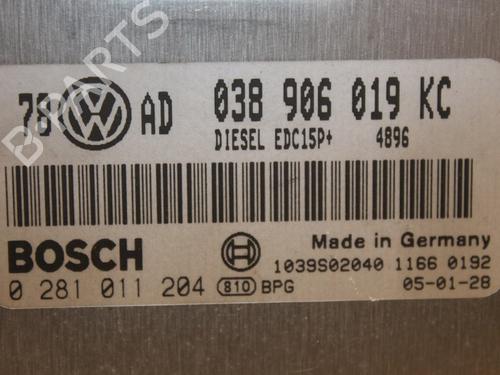 78 VW AD 038 906 019 KC
DIESEL EDC15P+ 4896
BOSCH
Made in Germany
1039S02040 1166 0192
0 281 011 204 810 BPG 05-01-28
B-PARTS